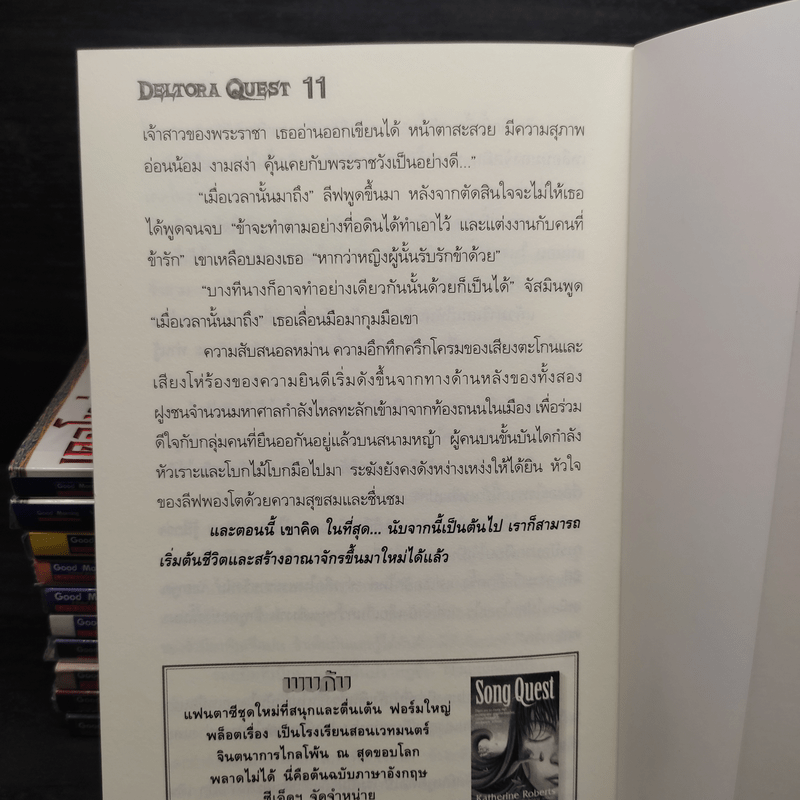 DELTORA QUEST 11
เจ้าสาวของพระราชา เธออ่านออกเขียนได้ หน้าตาสะสวย มีความสุภาพ
อ่อนน้อม งามสง่า คุ้นเคยกับพระราชวังเป็นอย่างดี...”
“เมื่อเวลานั้นมาถึง” ลีฟพูดขึ้นมา หลังจากตัดสินใจจะไม่ให้เธอ
ได้พูดจนจบ “ข้าจะทำตามอย่างที่อดินได้ทำเอาไว้ และแต่งงานกับคนที่
ข้ารัก” เขาเหลือบมองเธอ “หากว่าหญิงผู้นั้นรับรักข้าด้วย”
“บางทีนางก็อาจทำอย่างเดียวกันนั้นด้วยก็เป็นได้” จัสมินพูด
“เมื่อเวลานั้นมาถึง” เธอเลื่อนมือมากุมมือเขา
ความสับสนอลหม่าน ความอึกทึกครึกโครมของเสียงตะโกนและ
เสียงโห่ร้องของความยินดีเริ่มดังขึ้นจากทางด้านหลังของทั้งสอง
ฝูงชนจำนวนมหาศาลกำลังไหลทะลักเข้ามาจากท้องถนนในเมือง เพื่อร่วม
ดีใจกับกลุ่มคนที่ยืนออกันอยู่แล้วบนสนามหญ้า ผู้คนบนขั้นบันไดกำลัง
หัวเราะและโบกไม้โบกมือไปมา ระฆังยังคงดังหง่างเหง่งให้ได้ยิน หัวใจ
ของลีฟพองโตด้วยความสุขสมและชื่นชม
และตอนนี้ เขาคิด ในที่สุด... นับจากนี้เป็นต้นไป เราก็สามารถ
เริ่มต้นชีวิตและสร้างอาณาจักรขึ้นมาใหม่ได้แล้ว
พบกับ
แฟนตาซีชุดใหม่ที่สนุกและตื่นเต้น ฟอร์มใหญ่
พล็อตเรื่อง เป็นโรงเรียนสอนเวทมนตร์
จินตนาการไกลโพ้น ณ สุดขอบโลก
พลาดไม่ได้ นี่คือต้นฉบับภาษาอังกฤษ
ซีเอ็ดฯ จัดจำหน่าย
Song Quest
Katherine Roberts
Good Morning
Good Mo
Good Mo
Good